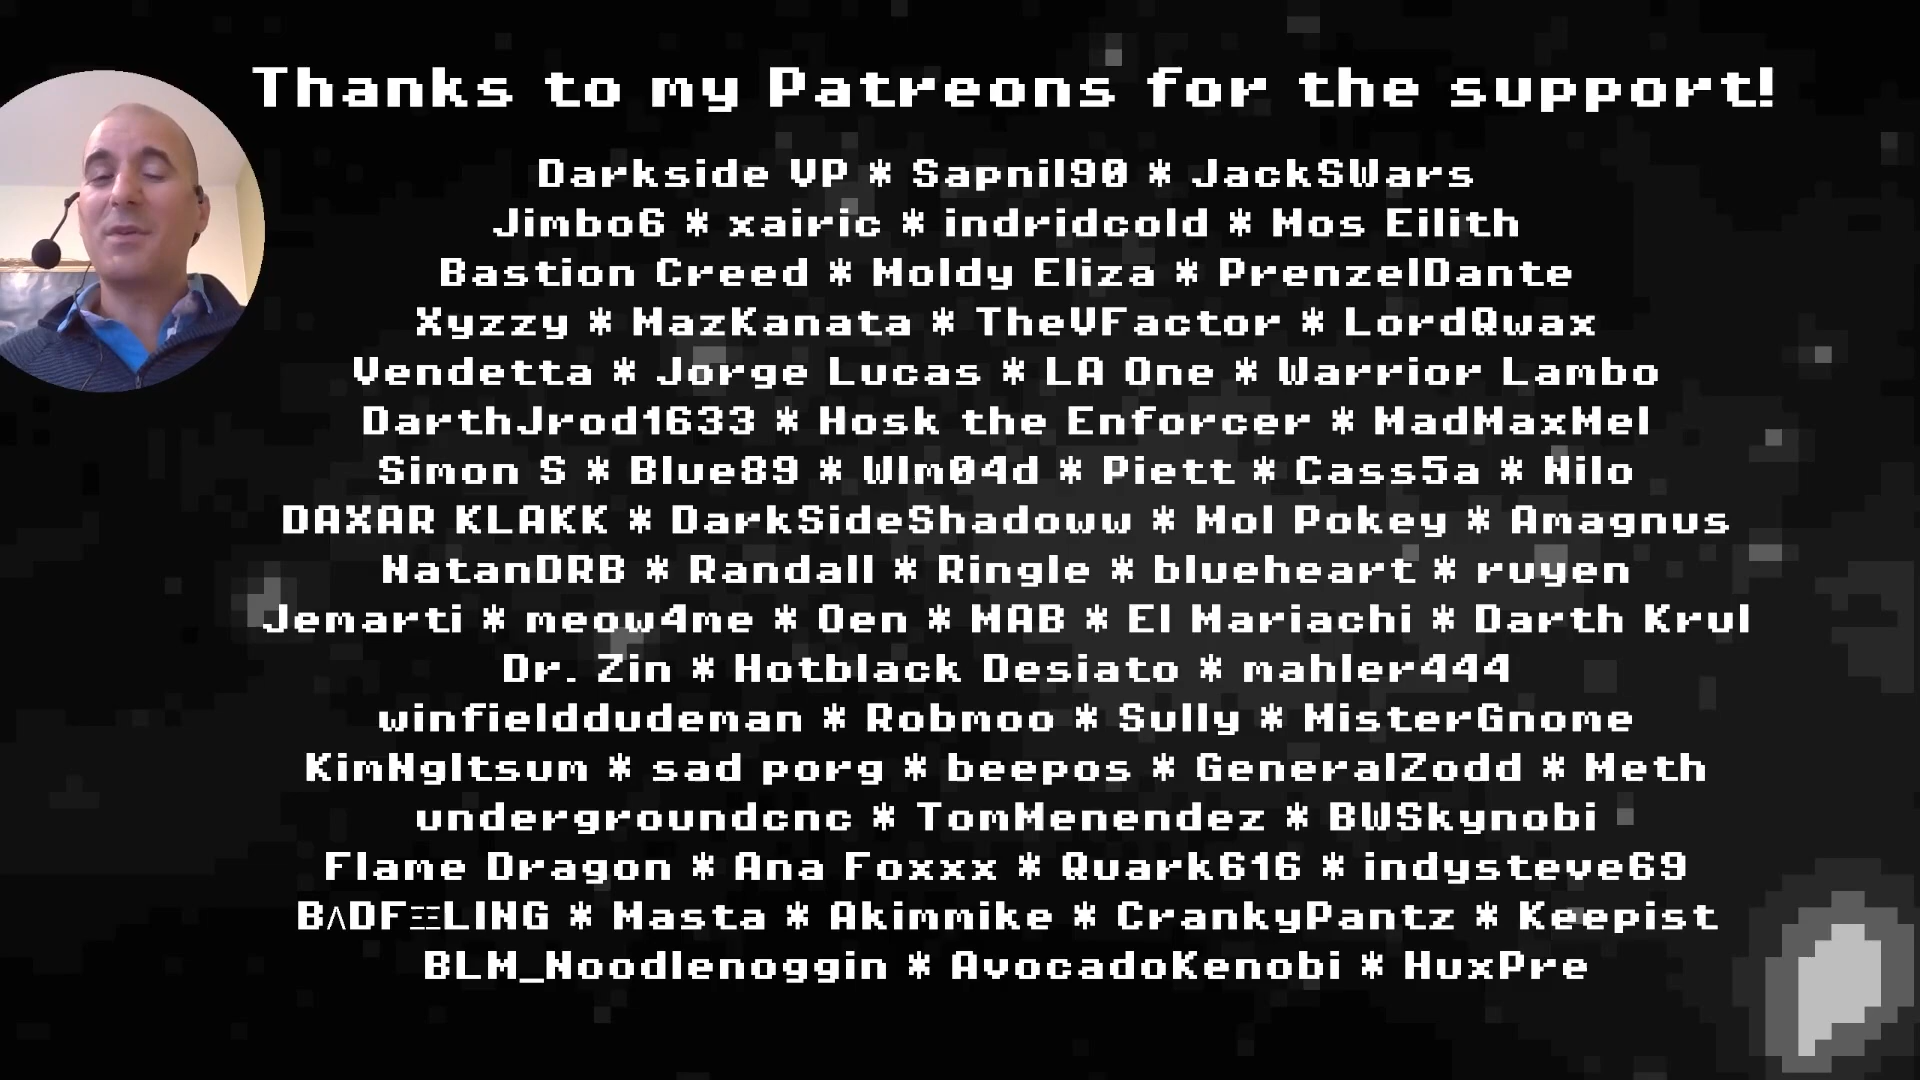 Thanks to my Patreons for the support!
Darkside VP * Sapnil90 * JackSWars
Jimbo6 * xairic * indridcold * Mos Eilith
Bastion Creed * Moldy Eliza * PrenzelDante
Xyzzy * MazKanata * TheVFactor * LordQwax
Vendetta * Jørge Lucas * LA One * Warrior Lambo
DarthJrod1633 * Hosk the Enforcer * MadMaxMel
Simon S * Blue89 * Wlm04d * Piett * Cass5a * Nilo
DAXAR KLAKK * DarkSideShadoww * Mol Pokey * Amagnus
NatanDRB * Randall * Ringle * blueheart * ruyen
Jemarti * meow4me * Oen * MAB * El Mariachi * Darth Krul
Dr. Zin * Hotblack Desiato * mahler444
winfielddudeman * Robmoo * Sully * MisterGnome
KimNgltsum * sad porg * beepos * GeneralZodd * Meth
undergroundcnc * TomMenendez * BWSkynobi
Flame Dragon * Ana Foxxx * Quark616 * indysteve69
BΛDFΞΞLING * Masta * Akimmike * CrankyPantz * Keepist
BLM_Noodlenoggin * AvocadoKenobi * HuxPre